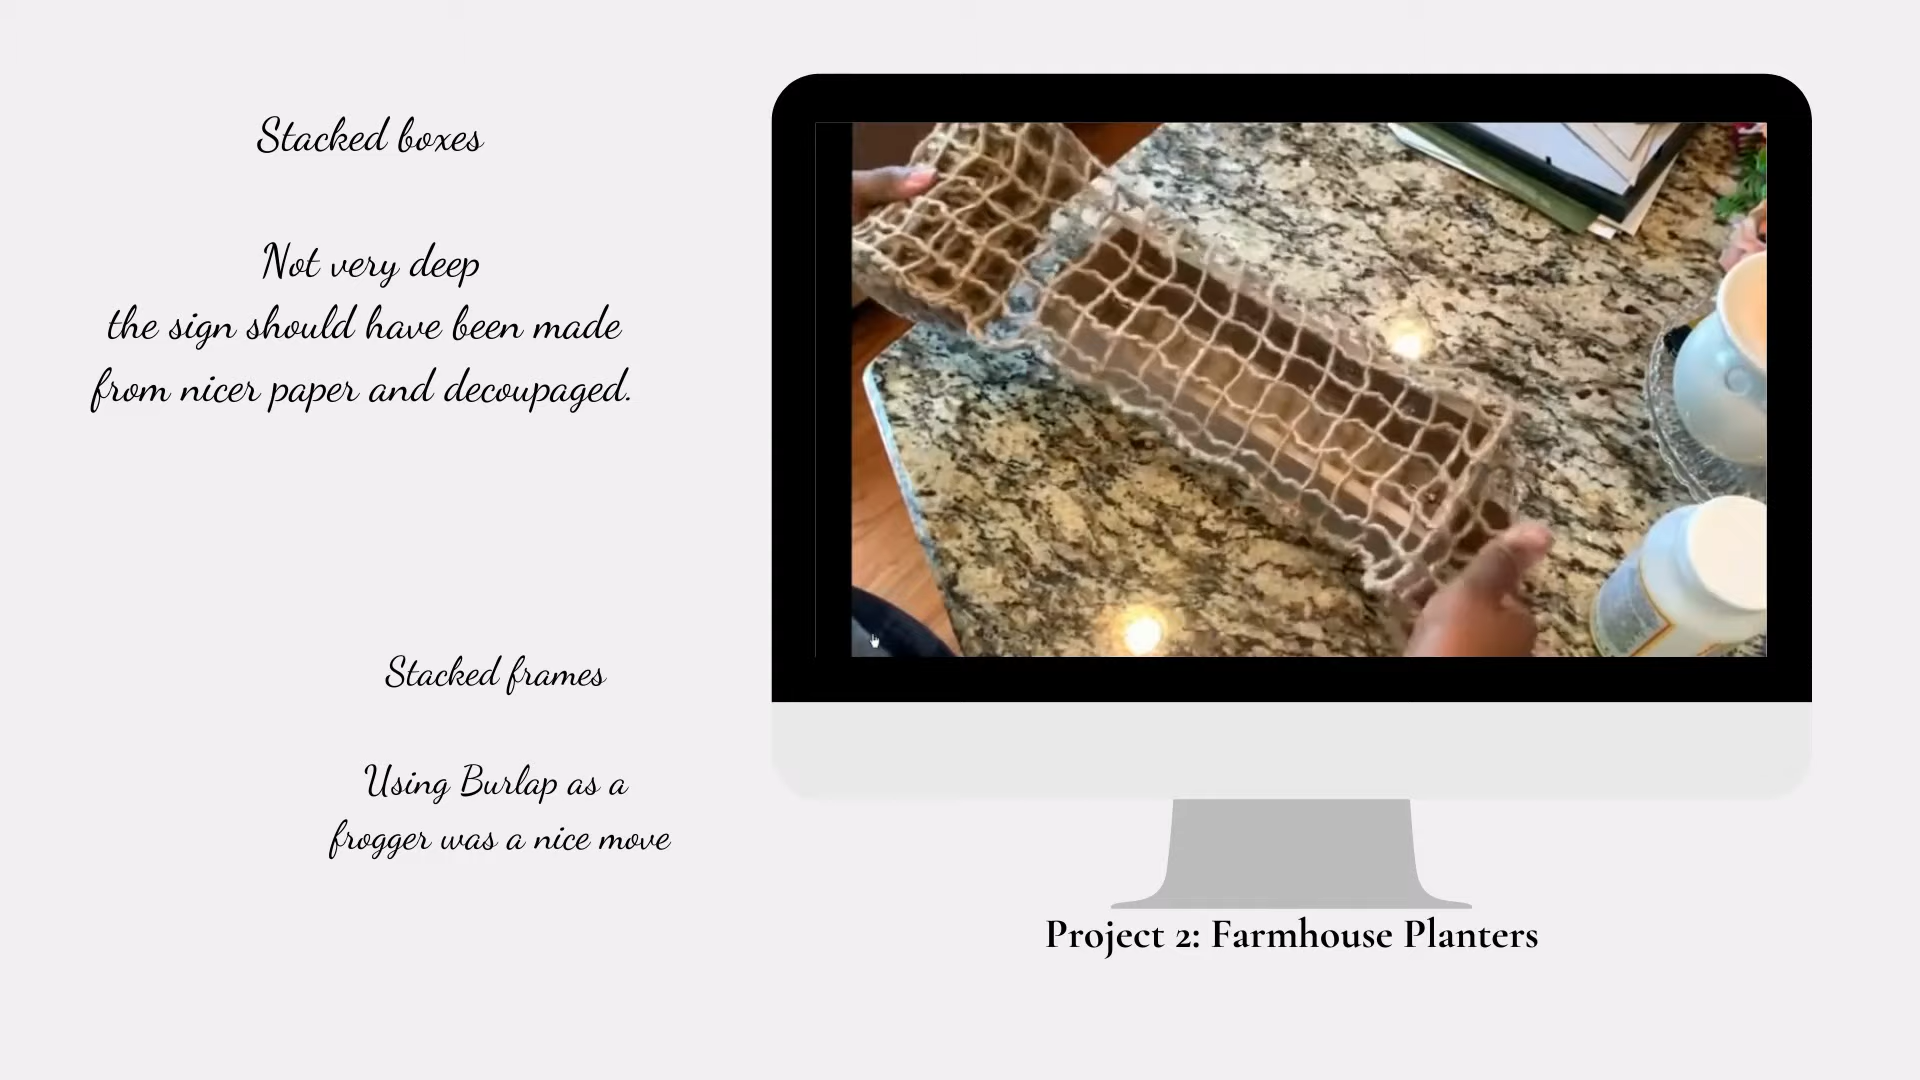 Stacked boxes
Not very deep
the sign should have been made
from nicer paper and decoupaged.
Stacked frames
Using Burlap as a
frogger was a nice move
Project 2: Farmhouse Planters